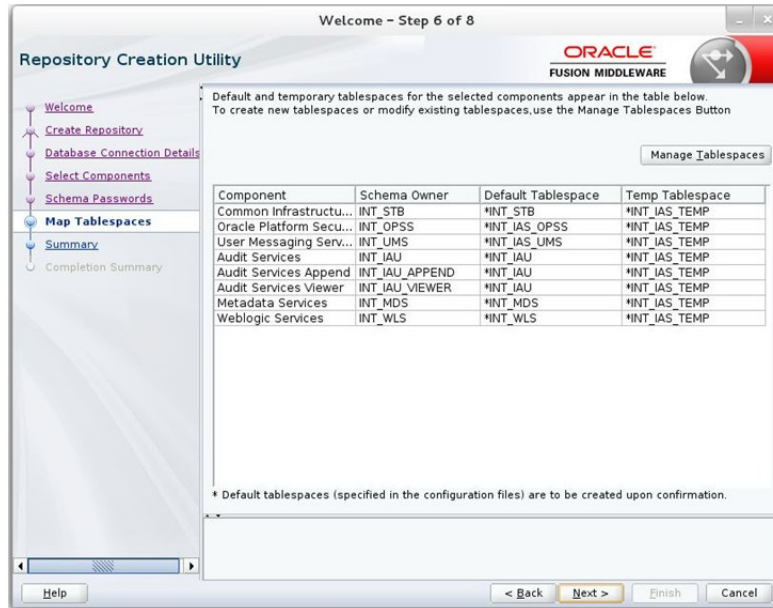 Welcome - Step 6 of 8
Repository Creation Utility
ORACLE
FUSION MIDDLEWARE
Welcome
Create Repository
Database Connection Details
Select Components
Schema Passwords
Map Tablespaces
Summary
Completion Summary
Default and temporary tablespaces for the selected components appear in the table below.
To create new tablespaces or modify existing tablespaces,use the Manage Tablespaces Button
Manage Tablespaces
Component Schema Owner Default Tablespace Temp Tablespace
Common Infrastructu... INT_STB *INT_STB *INT_IAS_TEMP
Oracle Platform Secu... INT_OPSS *INT_IAS_OPSS *INT_IAS_TEMP
User Messaging Serv... INT_UMS *INT_IAS_UMS *INT_IAS_TEMP
Audit Services INT_IAU *INT_IAU *INT_IAS_TEMP
Audit Services Append INT_IAU_APPEND *INT_IAU *INT_IAS_TEMP
Audit Services Viewer INT_IAU_VIEWER *INT_IAU *INT_IAS_TEMP
Metadata Services INT_MDS *INT_MDS *INT_IAS_TEMP
Weblogic Services INT_WLS *INT_WLS *INT_IAS_TEMP
* Default tablespaces (specified in the configuration files) are to be created upon confirmation.
Help < Back Next > Finish Cancel